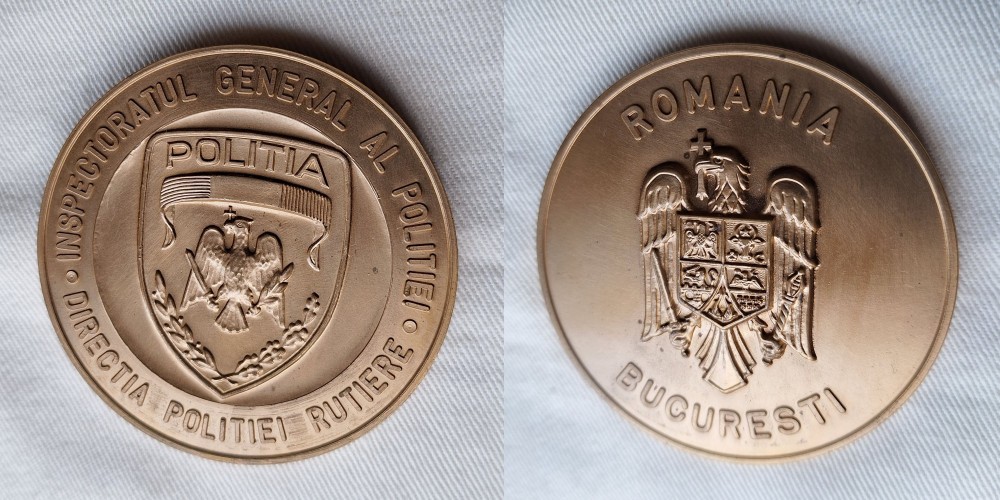 INSPECTORATUL GENERAL AL POLITIEI
POLITIA
DIRECTIA POLITIEI RUTIERE
ROMANIA
BUCURESTI